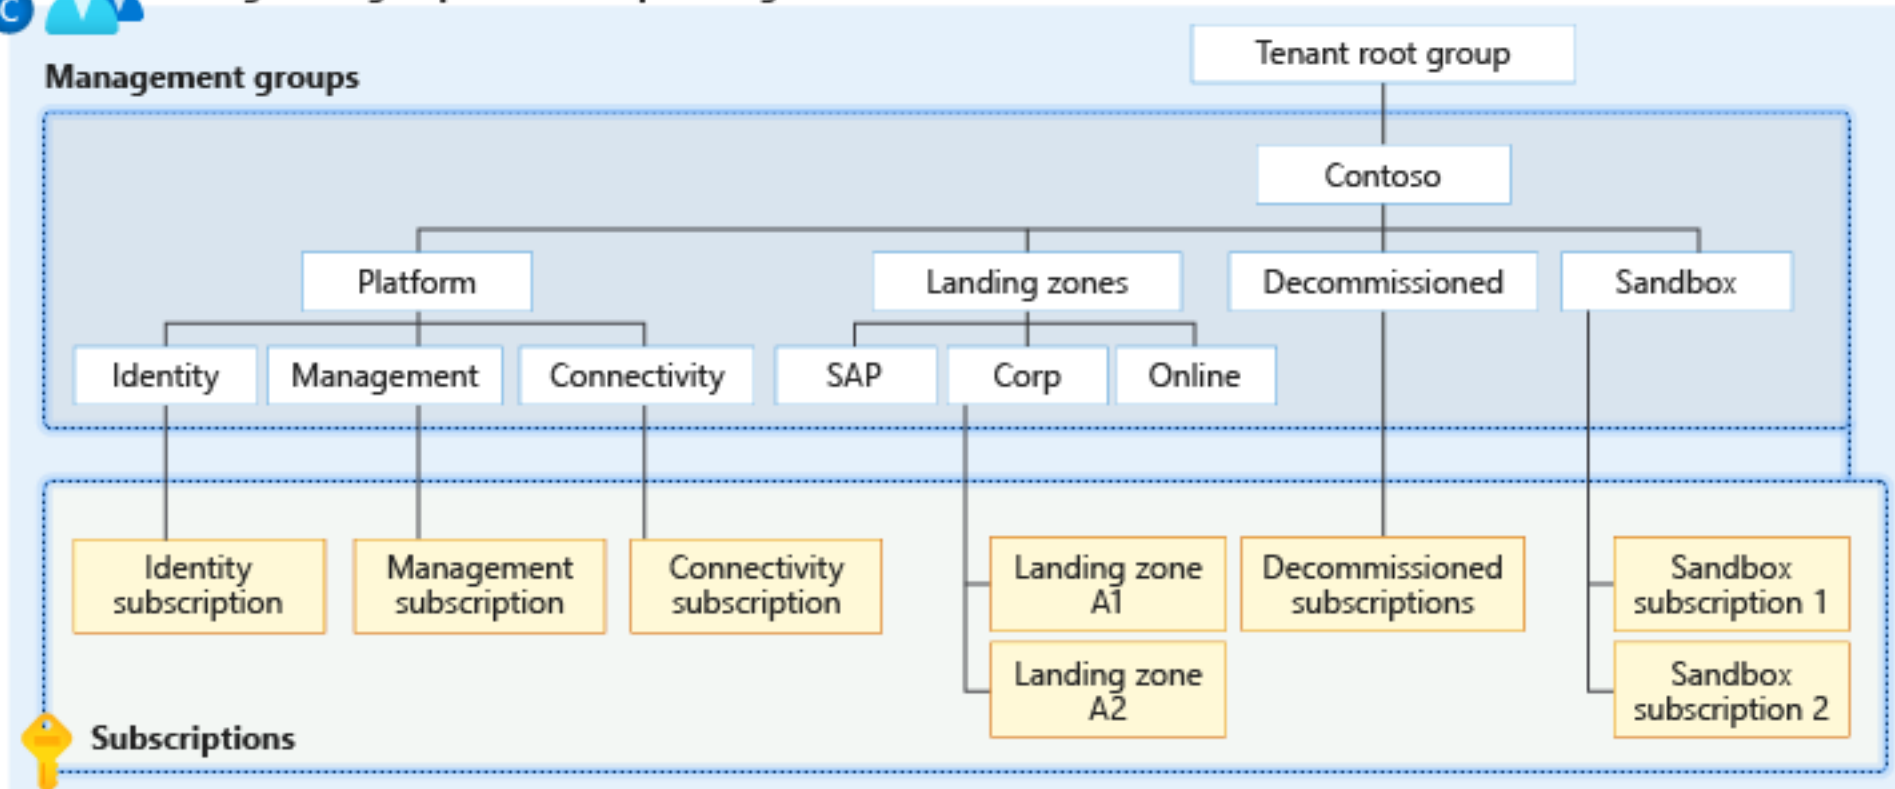 C
Management groups
Tenant root group
Contoso
Platform
Landing zones
Decommissioned
Sandbox
Identity
Management
Connectivity
SAP
Corp
Online
Identity
subscription
Management
subscription
Connectivity
subscription
Landing zone
A1
Decommissioned
subscriptions
Sandbox
subscription 1
Landing zone
A2
Sandbox
subscription 2
Subscriptions